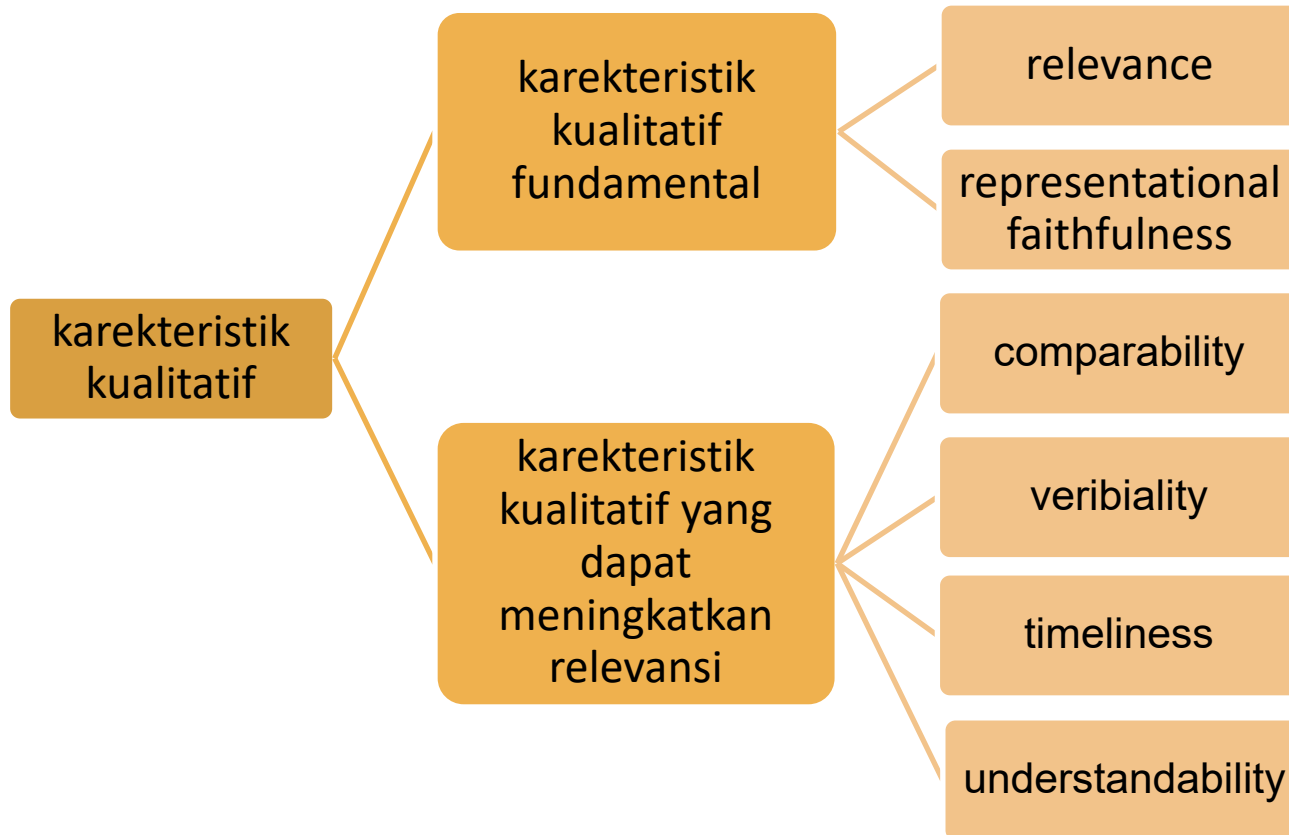 karekteristik
kualitatif
karekteristik
kualitatif
fundamental
relevance
representational
faithfulness
karekteristik
kualitatif yang
dapat
meningkatkan
relevansi
comparability
veribiality
timeliness
understandability